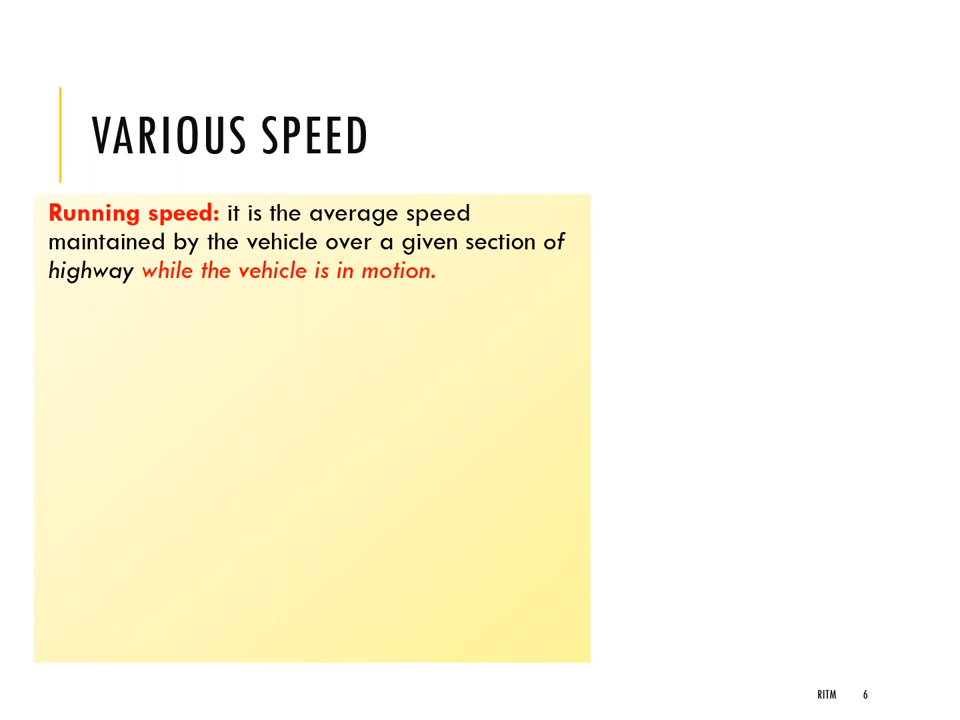 VARIOUS SPEED
Running speed: it is the average speed
maintained by the vehicle over a given section of
highway while the vehicle is in motion.
RITM 6